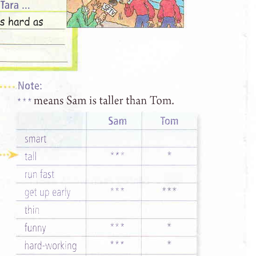 Tara ...
s hard as
Note:
*** means Sam is taller than Tom.
Sam Tom
smart
tall *** *
run fast
get up early *** ***
thin
funny *** *
hard-working *** *